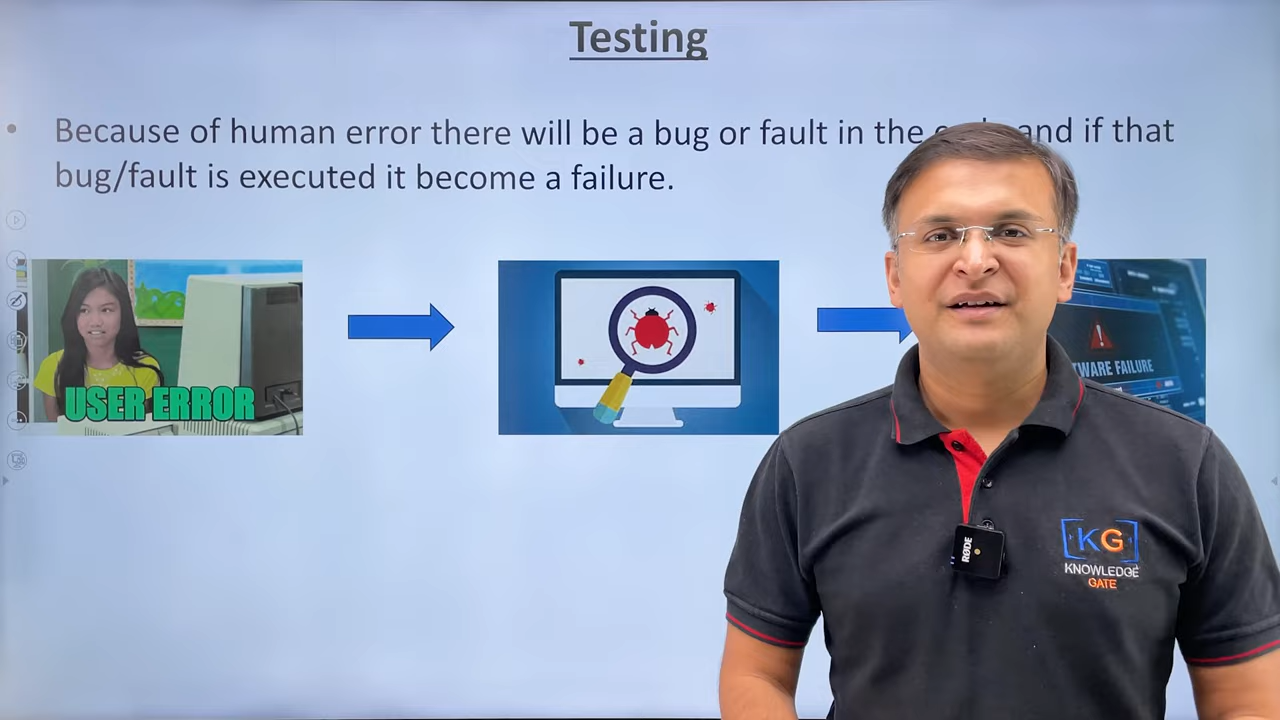 Testing
• Because of human error there will be a bug or fault in the and if that
bug/fault is executed it become a failure.
USER ERROR
FAILURE
RØDE
KG
KNOWLEDGE
GATE